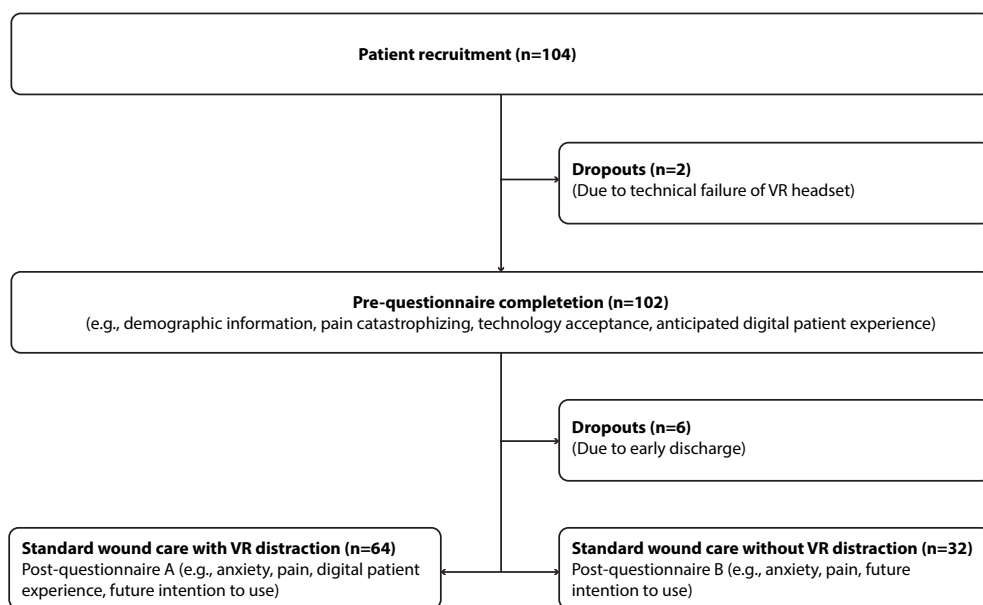 Patient recruitment (n=104)
Dropouts (n=2)
(Due to technical failure of VR headset)
Pre-questionnaire completetion (n=102)
(e.g., demographic information, pain catastrophizing, technology acceptance, anticipated digital patient experience)
Dropouts (n=6)
(Due to early discharge)
Standard wound care with VR distraction (n=64)
Post-questionnaire A (e.g., anxiety, pain, digital patient
experience, future intention to use)
Standard wound care without VR distraction (n=32)
Post-questionnaire B (e.g., anxiety, pain, future
intention to use)